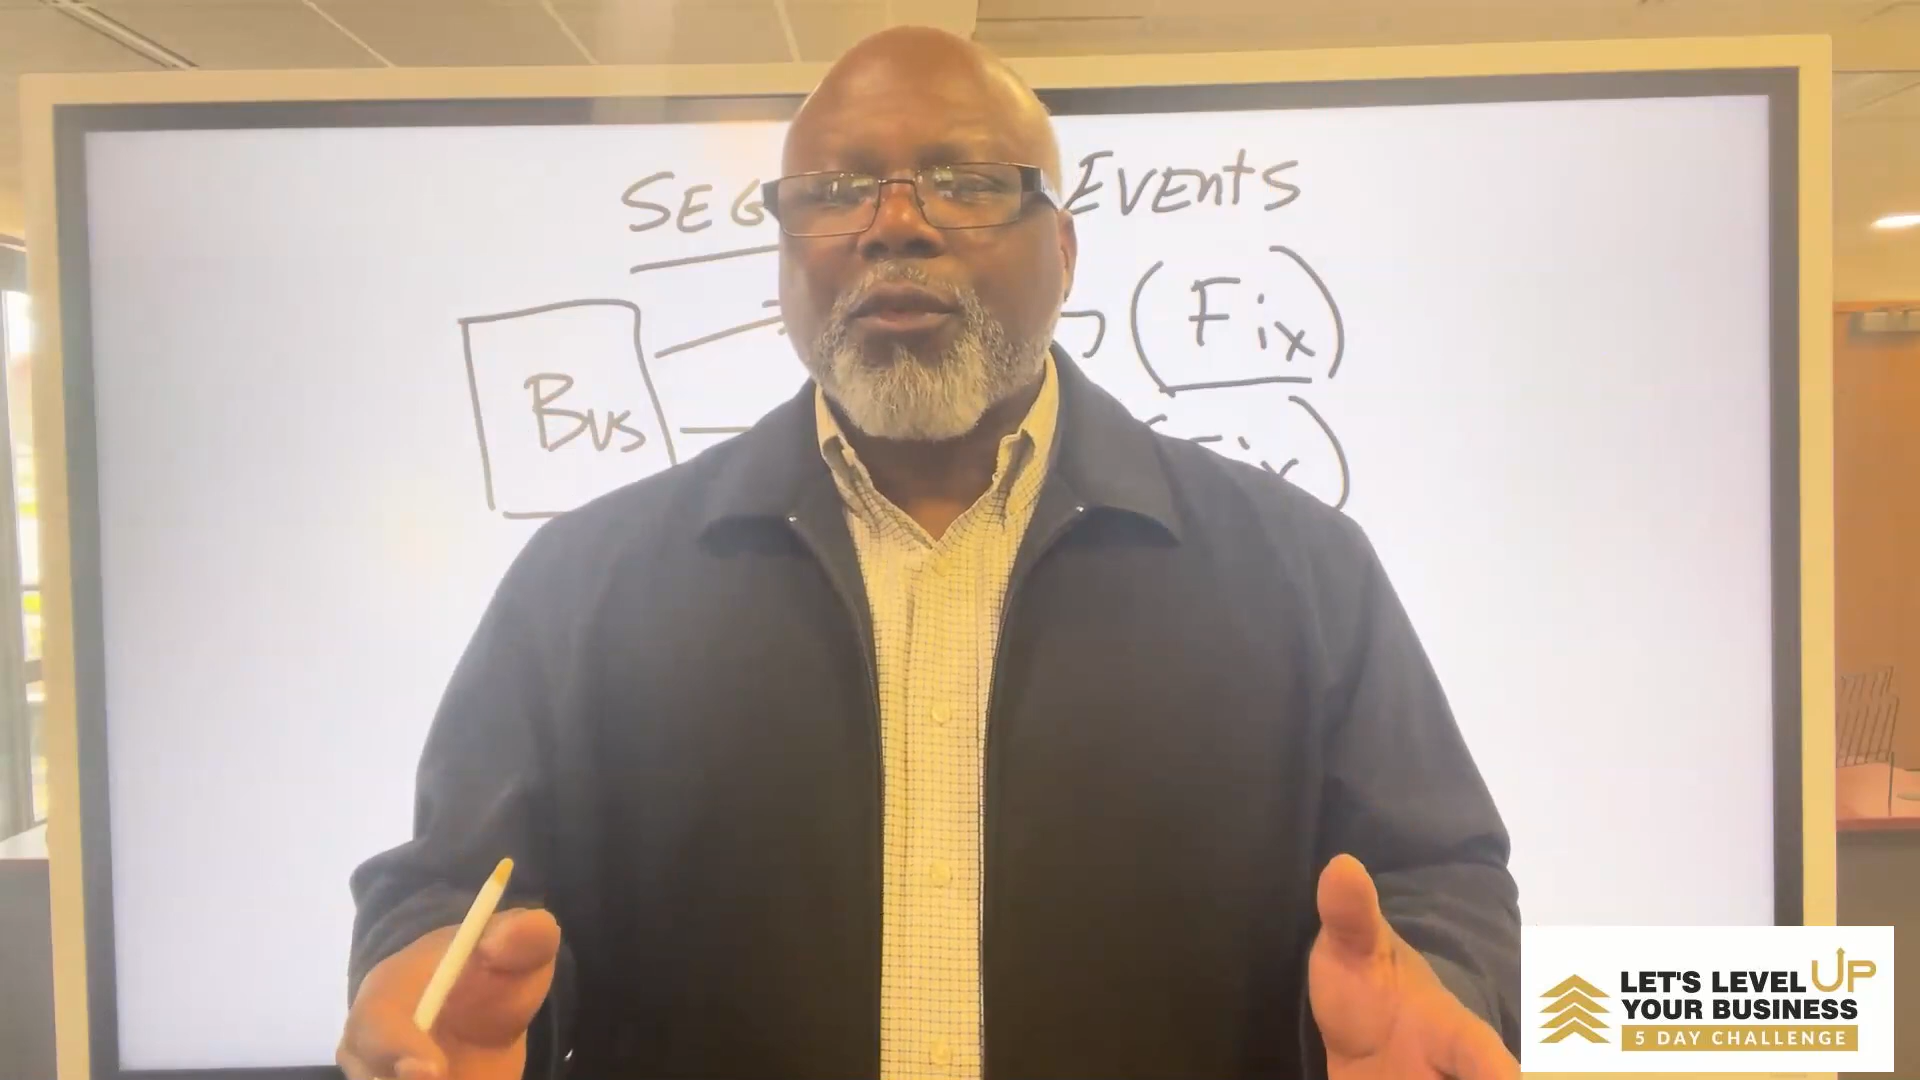 SEG EVENTS
(Fix)
Bus
LET'S LEVEL UP
YOUR BUSINESS
5 DAY CHALLENGE